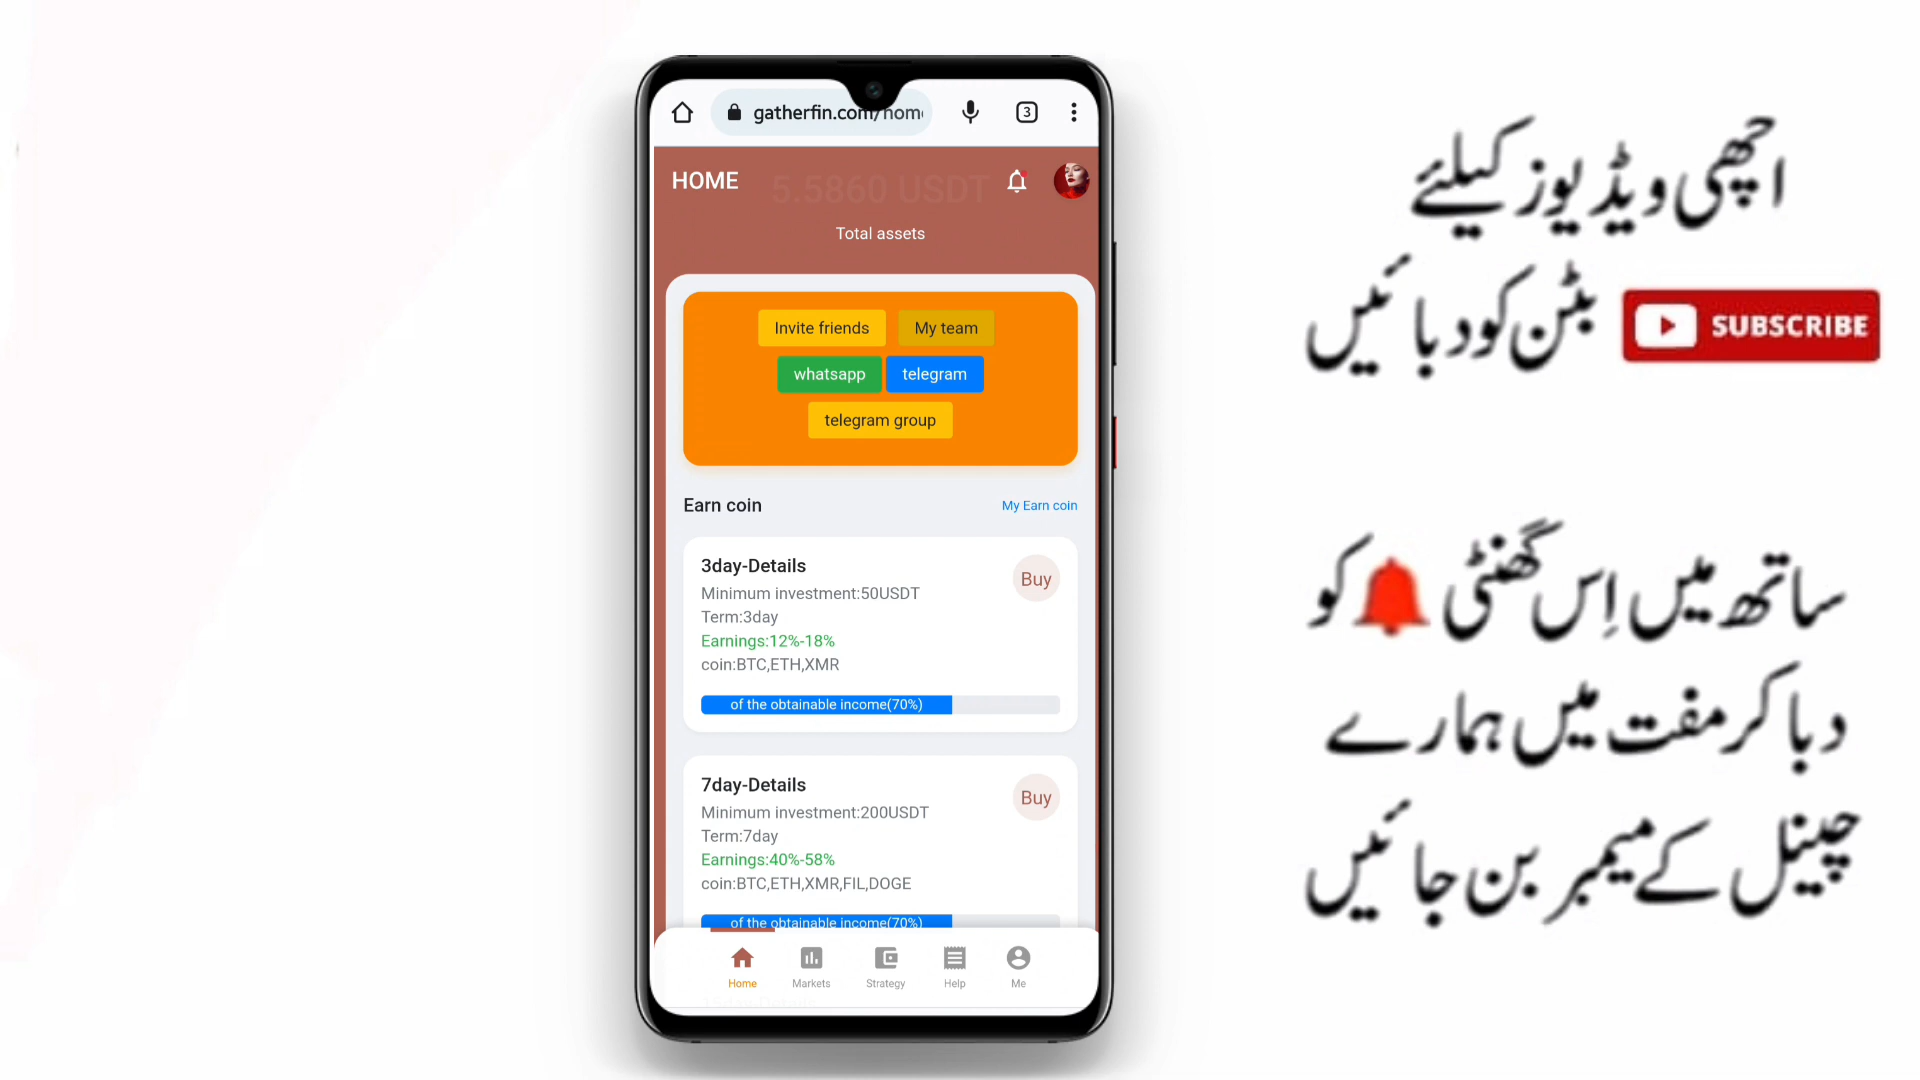 gatherfin.com/hom
3
HOME
5.5860 USDT
Total assets
Invite friends
My team
whatsapp
telegram
telegram group
Earn coin
My Earn coin
3day-Details
Buy
Minimum investment:50USDT
Term:3day
Earnings:12%-18%
coin:BTC,ETH,XMR
of the obtainable income(70%)
7day-Details
Buy
Minimum investment:200USDT
Term:7day
Earnings:40%-58%
coin:BTC,ETH,XMR,FIL,DOGE
of the obtainable income(70%)
Home
Markets
Strategy
Help
Me
اچھی ویڈیوز کیلئے
SUBSCRIBE بٹن کو دبائیں
ساتھ میں اِس گھنٹی کو
دبا کر مفت میں ہمارے
چینل کے میمبر بن جائیں